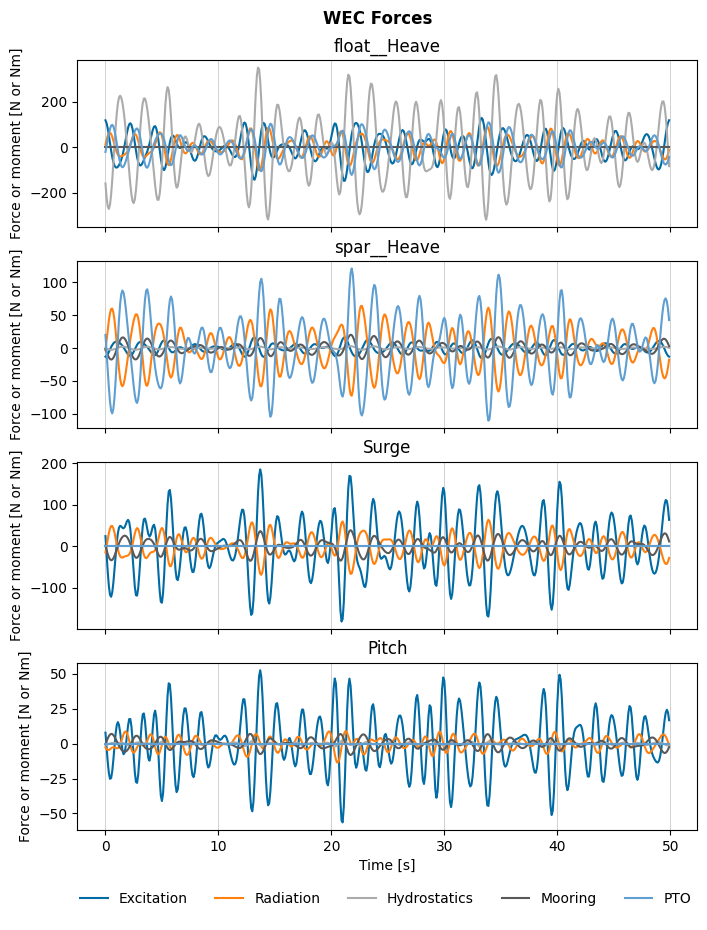 WEC Forces
float__Heave
Force or moment [N or Nm]
200
0
−200
spar__Heave
Force or moment [N or Nm]
100
50
0
−50
−100
Surge
Force or moment [N or Nm]
200
100
0
−100
Pitch
Force or moment [N or Nm]
50
25
0
−25
−50
0 10 20 30 40 50
Time [s]
Excitation Radiation Hydrostatics Mooring PTO